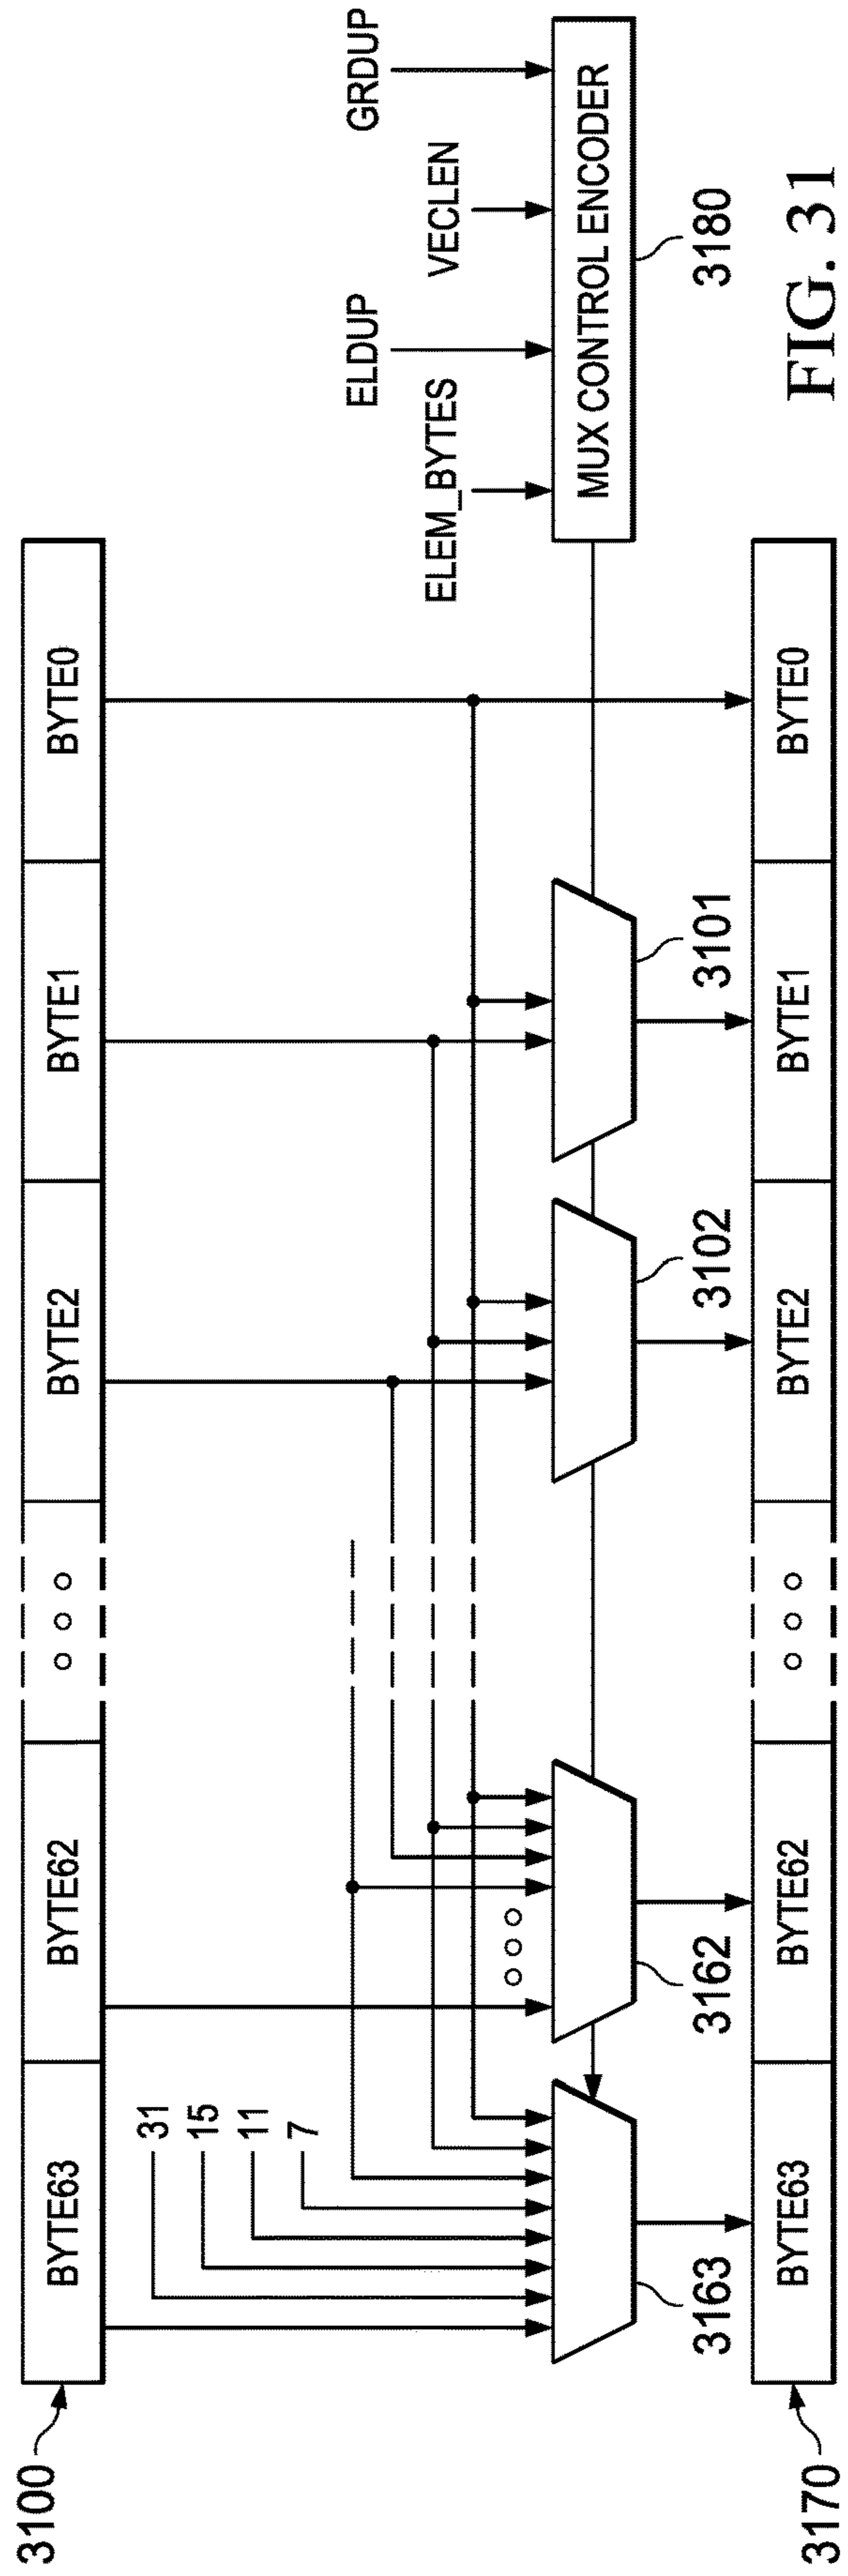 3100
BYTE63
BYTE62
BYTE2
BYTE1
BYTE0
31
15
11
7
GRDUP
ELDUP
VECLEN
ELEM_BYTES
MUX CONTROL ENCODER
3163
3162
3102
3101
3180
3170
BYTE63
BYTE62
BYTE2
BYTE1
BYTE0
FIG. 31